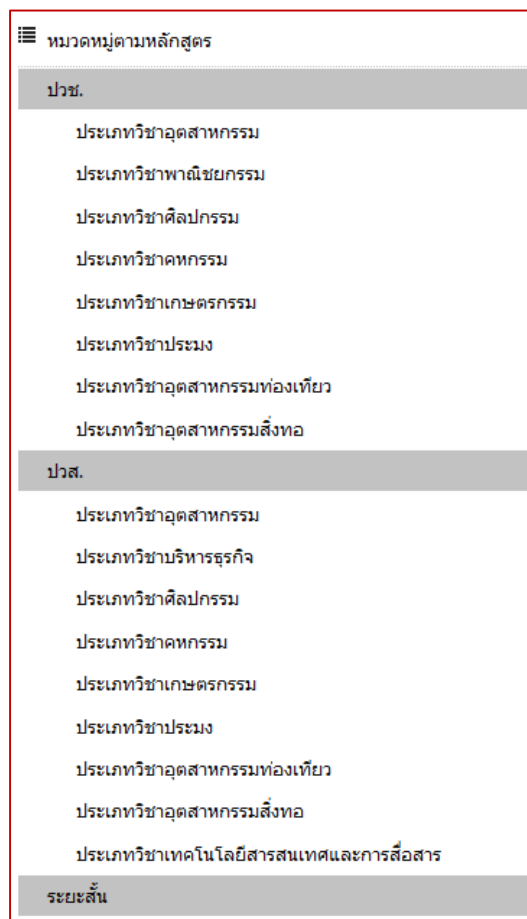 หมวดหมู่ตามหลักสูตร
ปวช.
ประเภทวิชาอุตสาหกรรม
ประเภทวิชาพาณิชยกรรม
ประเภทวิชาศิลปกรรม
ประเภทวิชาคหกรรม
ประเภทวิชาเกษตรกรรม
ประเภทวิชาประมง
ประเภทวิชาอุตสาหกรรมท่องเที่ยว
ประเภทวิชาอุตสาหกรรมสิ่งทอ
ปวส.
ประเภทวิชาอุตสาหกรรม
ประเภทวิชาบริหารธุรกิจ
ประเภทวิชาศิลปกรรม
ประเภทวิชาคหกรรม
ประเภทวิชาเกษตรกรรม
ประเภทวิชาประมง
ประเภทวิชาอุตสาหกรรมท่องเที่ยว
ประเภทวิชาอุตสาหกรรมสิ่งทอ
ประเภทวิชาเทคโนโลยีสารสนเทศและการสื่อสาร
ระยะสั้น